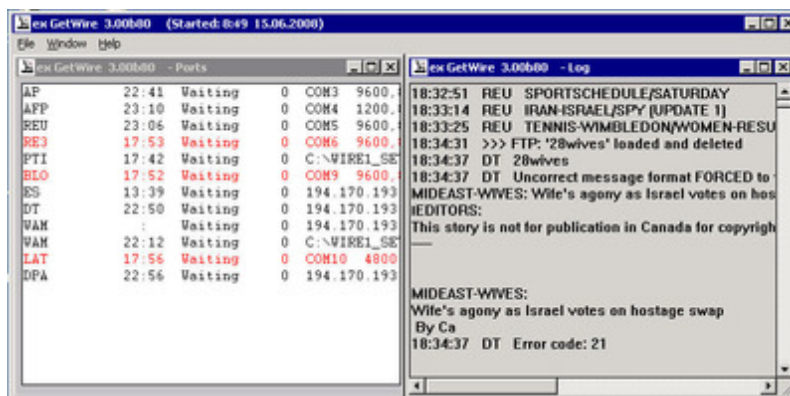 ex GetWire 3.00b80 (Started: 8:49 15.06.2008)
File Window Help
ex GetWire 3.00b80 - Ports
AP 22:41 Waiting 0 COM3 9600,
AFP 23:10 Waiting 0 COM4 1200,
REU 23:06 Waiting 0 COM5 9600,
RE3 17:53 Waiting 0 COM6 9600,
PTI 17:42 Waiting 0 C:\WIRE1_SE
BLO 17:52 Waiting 0 COM9 9600,
ES 13:39 Waiting 0 194.170.193
DT 22:50 Waiting 0 194.170.193
WAM : Waiting 0 194.170.193
WAM 22:12 Waiting 0 C:\WIRE1_SE
LAT 17:56 Waiting 0 COM10 4800
DPA 22:56 Waiting 0 194.170.193
ex GetWire 3.00b80 - Log
18:32:51 REU SPORTSCHEDULE/SATURDAY
18:33:14 REU IRAN-ISRAEL/SPY (UPDATE 1)
18:33:25 REU TENNIS-WIMBLEDON/WOMEN-RESU
18:34:31 >>> FTP: '28wives' loaded and deleted
18:34:37 DT 28wives
18:34:37 DT Uncorrect message format FORCED to
MIDEAST-WIVES: Wife's agony as Israel votes on hos
EDITORS:
This story is not for publication in Canada for copyrigh
MIDEAST-WIVES:
Wife's agony as Israel votes on hostage swap
By Ca
18:34:37 DT Error code: 21